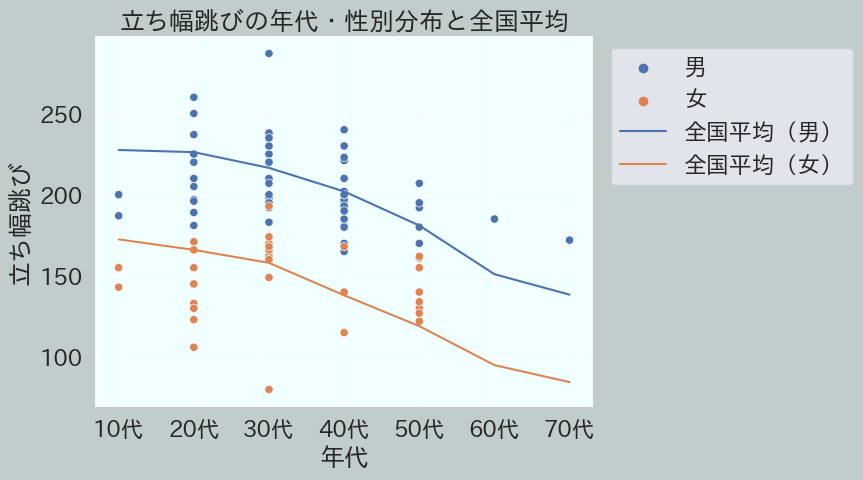 立ち幅跳びの年代・性別分布と全国平均
立ち幅跳び
250
200
150
100
10代 20代 30代 40代 50代 60代 70代
年代
男
女
全国平均（男）
全国平均（女）